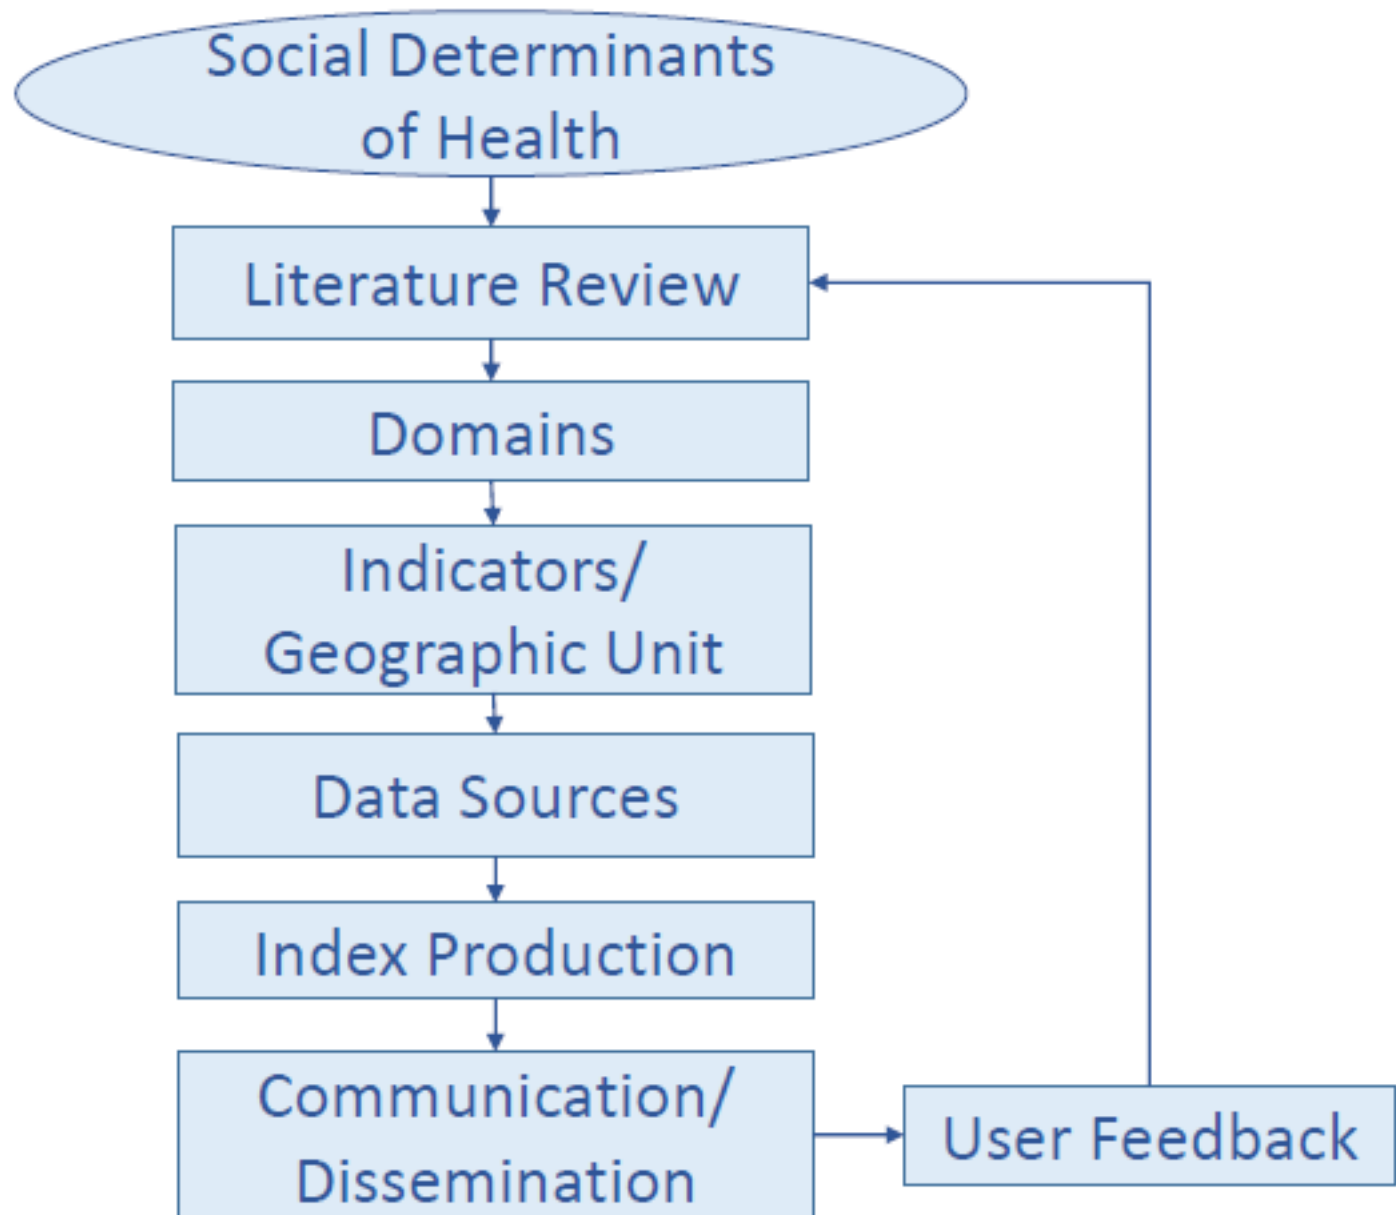 Social Determinants
of Health
Literature Review
Domains
Indicators/
Geographic Unit
Data Sources
Index Production
Communication/
Dissemination
User Feedback